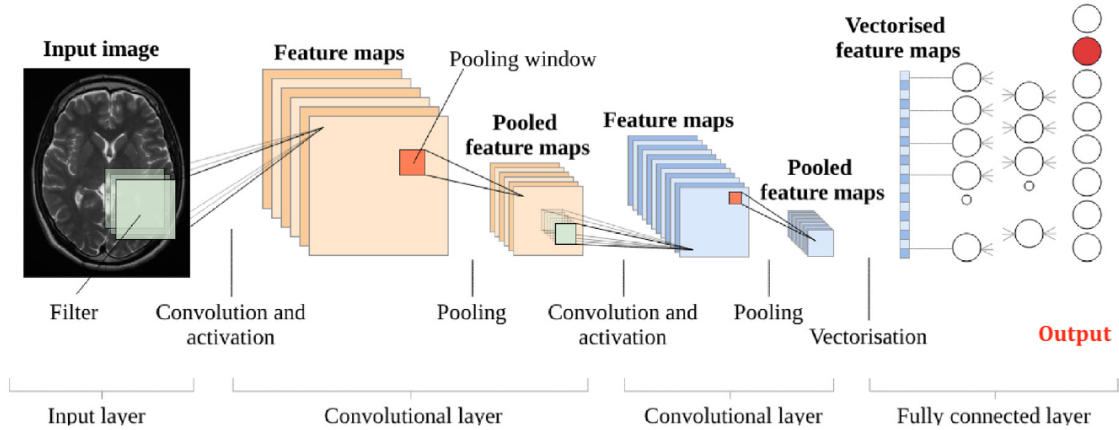 Input image
Feature maps
Pooling window
Pooled
feature maps
Feature maps
Pooled
feature maps
Vectorised
feature maps
Filter
Convolution and
activation
Pooling
Convolution and
activation
Pooling
Vectorisation
Output
Input layer
Convolutional layer
Convolutional layer
Fully connected layer